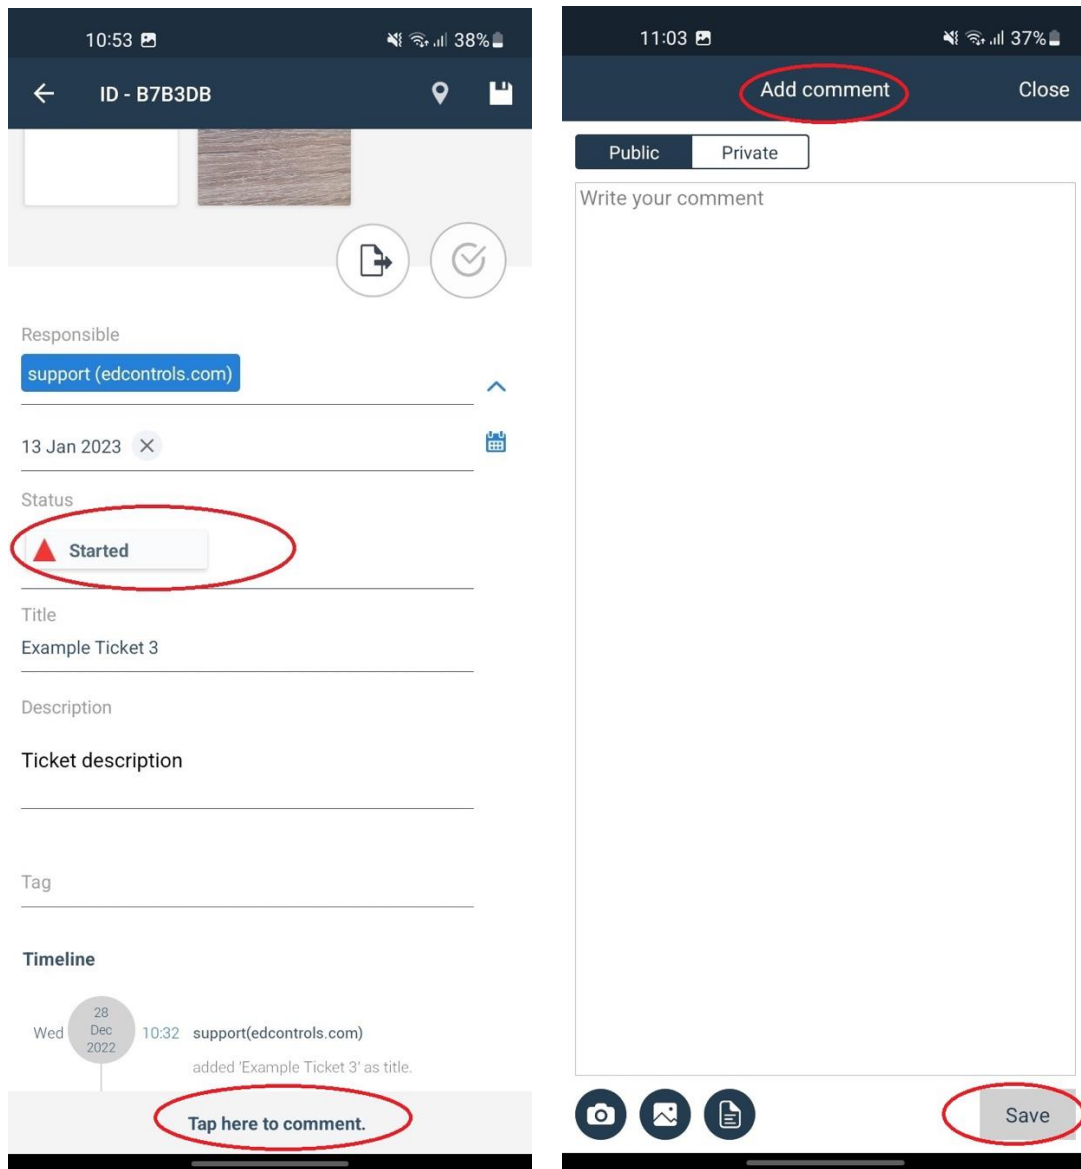 10:53
38%
ID - B7B3DB
Responsible
support (edcontrols.com)
13 Jan 2023
Status
Started
Title
Example Ticket 3
Description
Ticket description
Tag
Timeline
Wed 28 Dec 2022 10:32 support(edcontrols.com)
added 'Example Ticket 3' as title.
Tap here to comment.
11:03
37%
Add comment Close
Public Private
Write your comment
Save